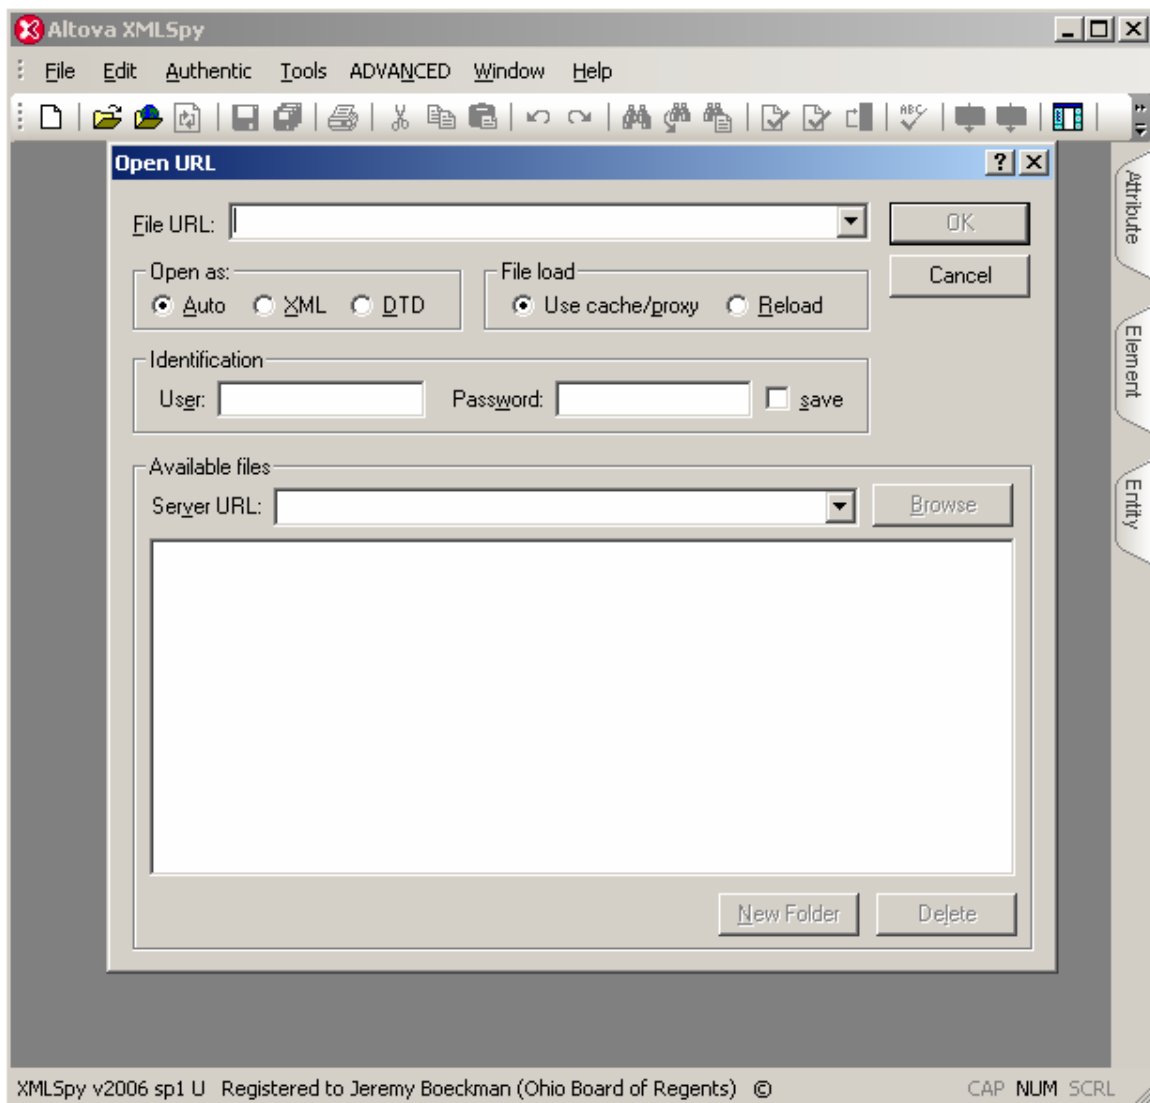 Altova XMLSpy
File Edit Authentic Tools ADVANCED Window Help
ABC
Open URL
File URL: OK
Open as: File load Cancel
Auto XML DTD Use cache/proxy Reload
Identification
User: Password: save
Available files
Server URL: Browse
New Folder Delete
Attribute
Element
Entity
XMLSpy v2006 sp1 U Registered to Jeremy Boeckman (Ohio Board of Regents) © CAP NUM SCRL